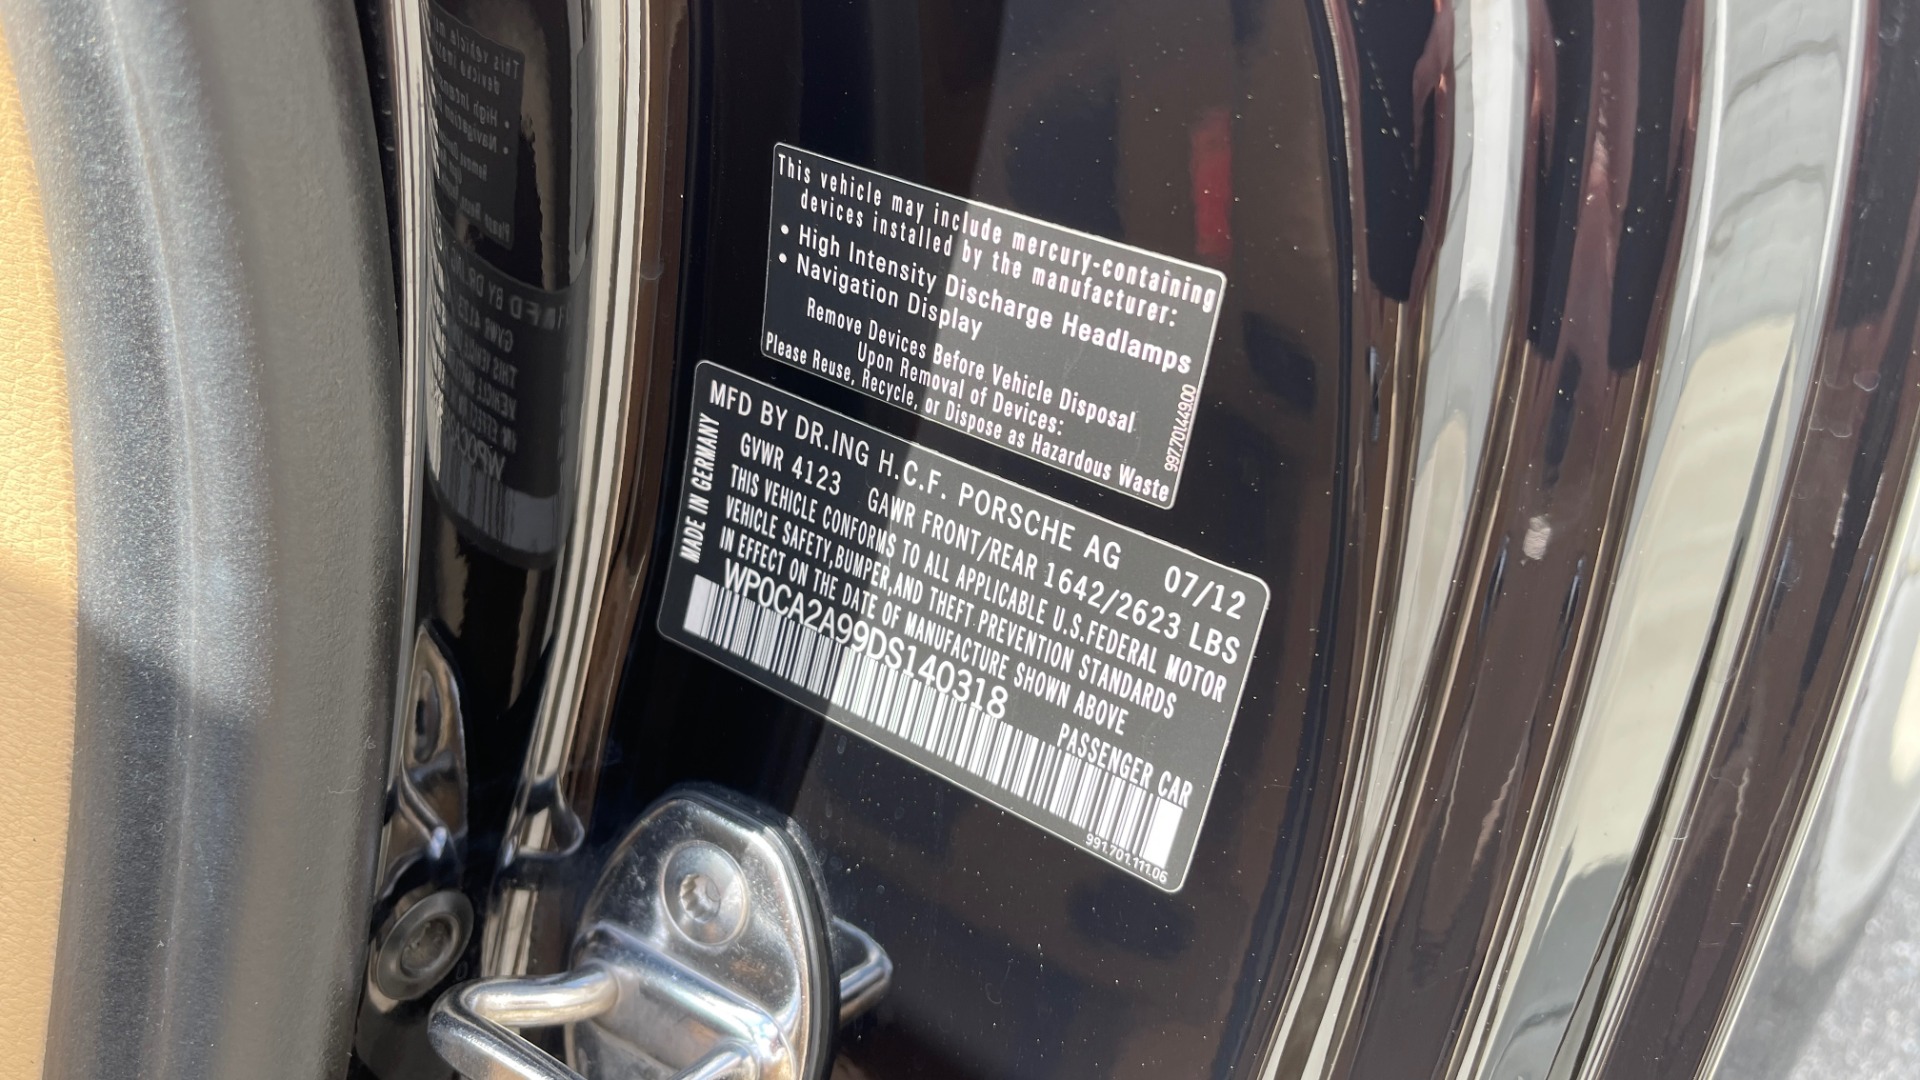 This vehicle may include mercury-containing
devices installed by the manufacturer:
• High Intensity Discharge Headlamps
• Navigation Display
Remove Devices Before Vehicle Disposal
Upon Removal of Devices:
Please Reuse, Recycle, or Dispose as Hazardous Waste
997.701.449.00
MFD BY DR.ING H.C.F. PORSCHE AG 07/12
GVWR 4123 GAWR FRONT/REAR 1642/2623 LBS
THIS VEHICLE CONFORMS TO ALL APPLICABLE U.S.FEDERAL MOTOR
VEHICLE SAFETY,BUMPER,AND THEFT PREVENTION STANDARDS
IN EFFECT ON THE DATE OF MANUFACTURE SHOWN ABOVE
WP0CA2A99DS140318 PASSENGER CAR
MADE IN GERMANY
991.701.111.06